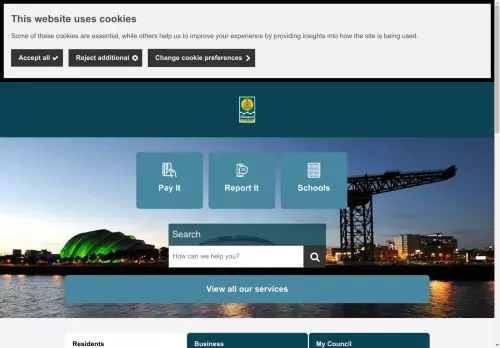 This website uses cookies
Some of these cookies are essential, while others help us to improve your experience by providing insights into how the site is being used.
Accept all
Reject additional
Change cookie preferences
Pay It
Report It
Schools
Search
How can we help you?
View all our services
Residents
Business
My Council